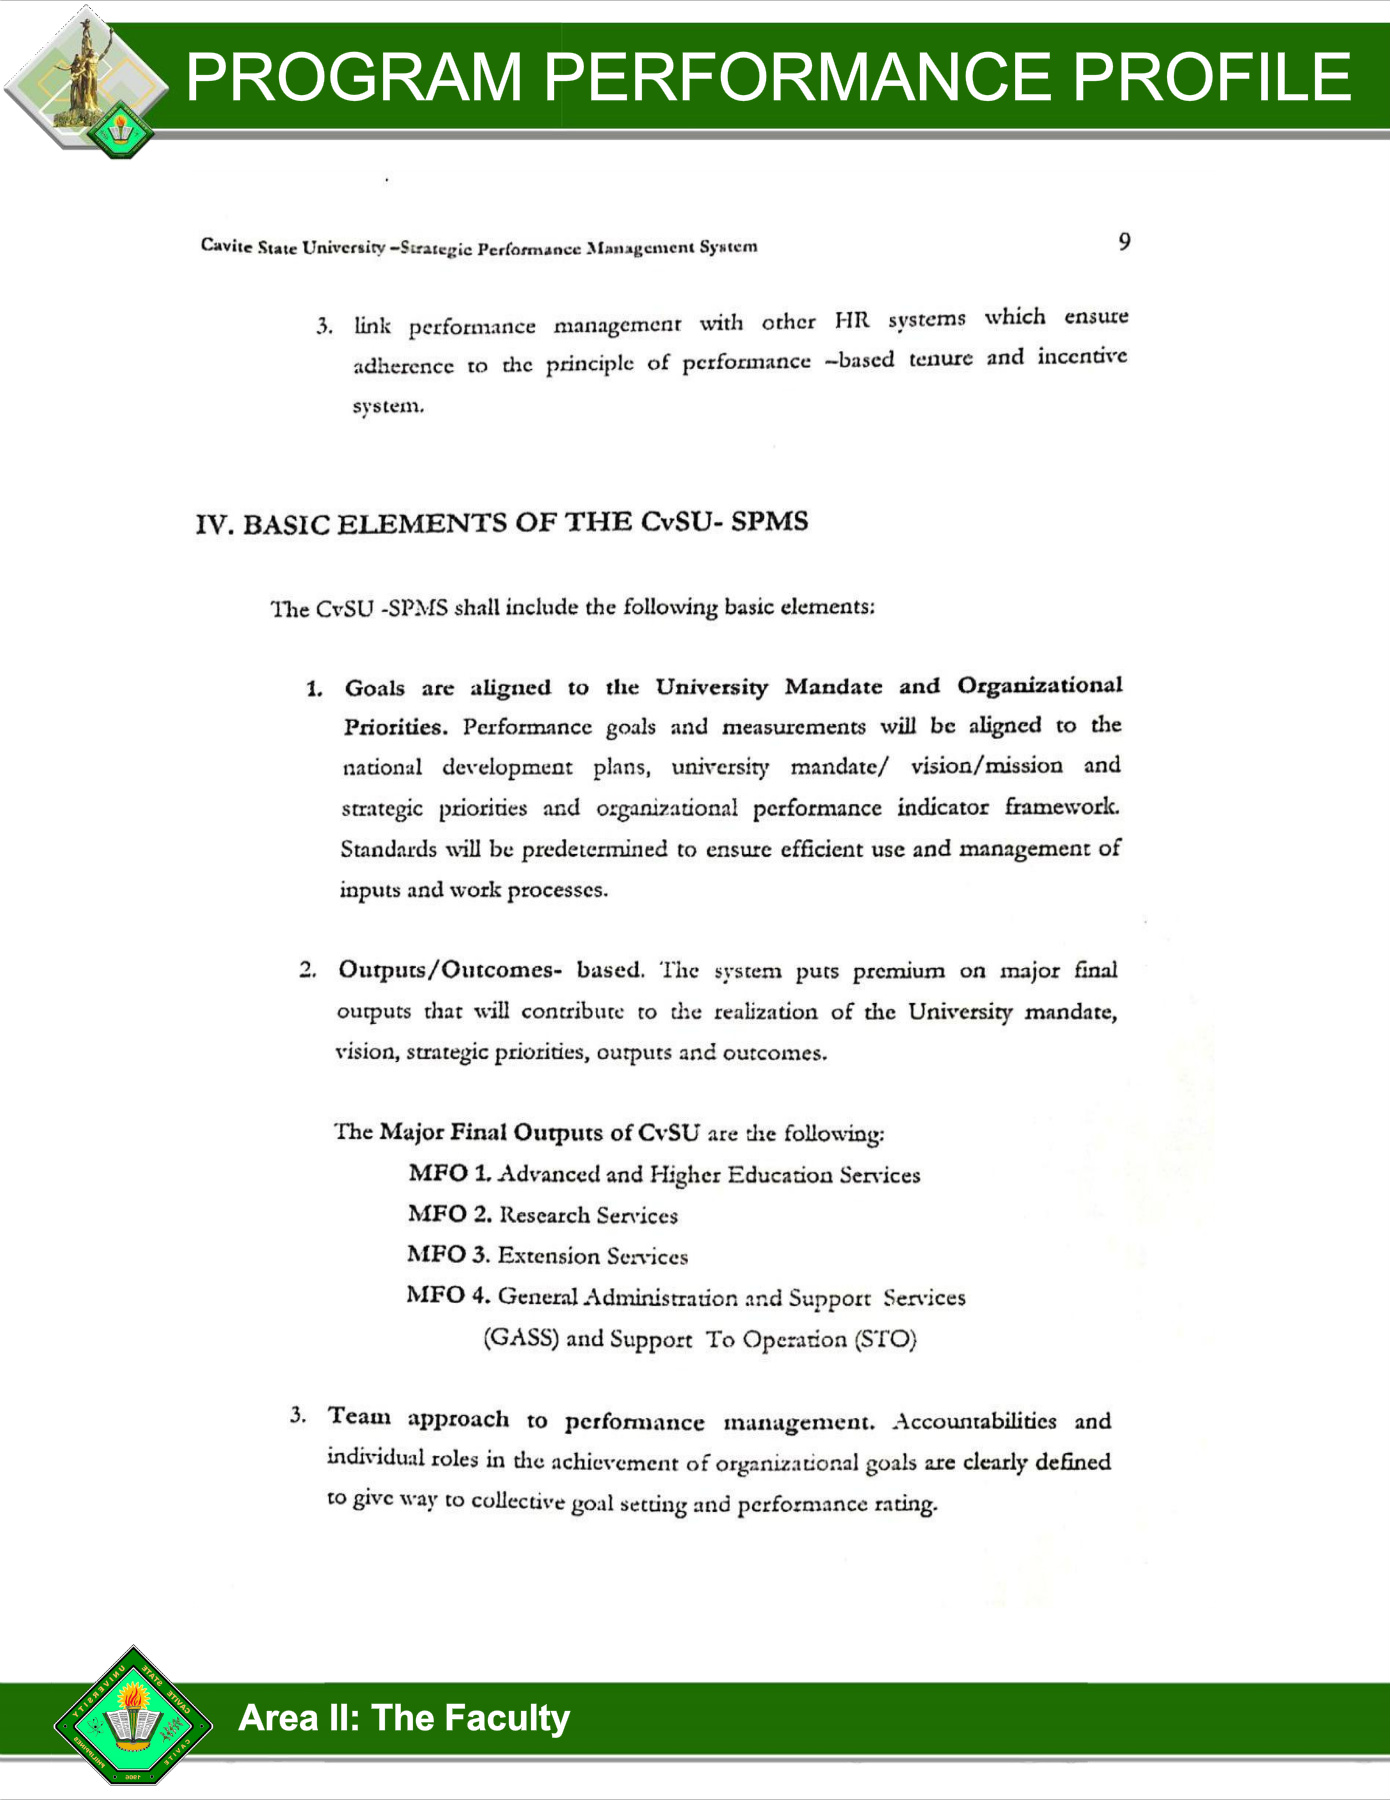 PROGRAM PERFORMANCE PROFILE
Cavite State University –Strategic Performance Management System 9
3. link performance management with other HR systems which ensure
adherence to the principle of performance –based tenure and incentive
system.
IV. BASIC ELEMENTS OF THE CvSU- SPMS
The CvSU -SPMS shall include the following basic elements:
1. Goals are aligned to the University Mandate and Organizational
Priorities. Performance goals and measurements will be aligned to the
national development plans, university mandate/ vision/mission and
strategic priorities and organizational performance indicator framework.
Standards will be predetermined to ensure efficient use and management of
inputs and work processes.
2. Outputs/Outcomes- based. The system puts premium on major final
outputs that will contribute to the realization of the University mandate,
vision, strategic priorities, outputs and outcomes.
The Major Final Outputs of CvSU are the following:
MFO 1. Advanced and Higher Education Services
MFO 2. Research Services
MFO 3. Extension Services
MFO 4. General Administration and Support Services
(GASS) and Support To Operation (STO)
3. Team approach to performance management. Accountabilities and
individual roles in the achievement of organizational goals are clearly defined
to give way to collective goal setting and performance rating.
CAVITE STATE UNIVERSITY
CAVITE PHILIPPINES
1906
Area II: The Faculty